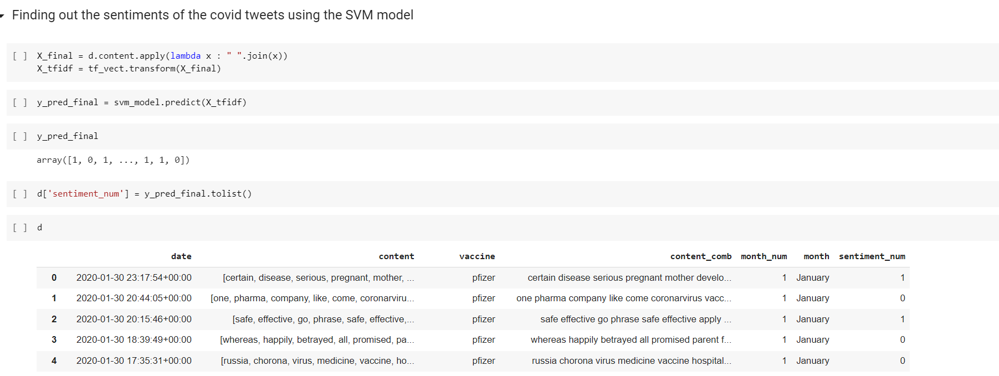 Finding out the sentiments of the covid tweets using the SVM model
[ ] X_final = d.content.apply(lambda x : " ".join(x))
X_tfidf = tf_vect.transform(X_final)
[ ] y_pred_final = svm_model.predict(X_tfidf)
[ ] y_pred_final
array([1, 0, 1, ..., 1, 1, 0])
[ ] d['sentiment_num'] = y_pred_final.tolist()
[ ] d
date content vaccine content_comb month_num month sentiment_num
0 2020-01-30 23:17:54+00:00 [certain, disease, serious, pregnant, mother, ... pfizer certain disease serious pregnant mother develo... 1 January 1
1 2020-01-30 20:44:05+00:00 [one, pharma, company, like, come, coronarviru... pfizer one pharma company like come coronarvirus vacc... 1 January 0
2 2020-01-30 20:15:46+00:00 [safe, effective, go, phrase, safe, effective,... pfizer safe effective go phrase safe effective apply ... 1 January 1
3 2020-01-30 18:39:49+00:00 [whereas, happily, betrayed, all, promised, pa... pfizer whereas happily betrayed all promised parent f... 1 January 0
4 2020-01-30 17:35:31+00:00 [russia, chorona, virus, medicine, vaccine, ho... pfizer russia chorona virus medicine vaccine hospital... 1 January 0